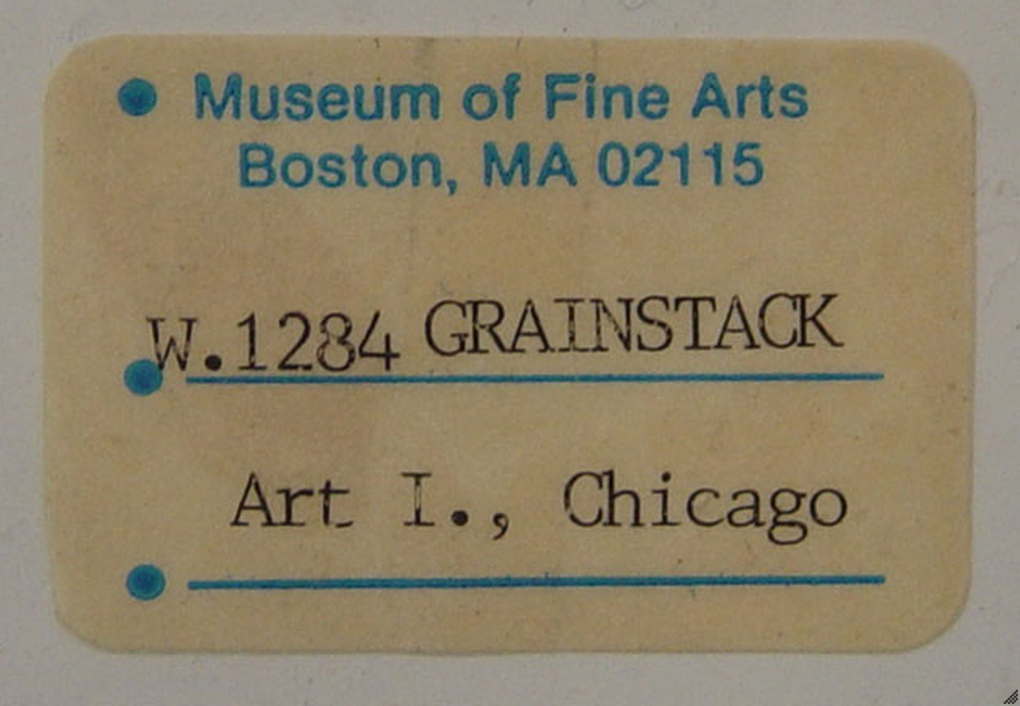 Museum of Fine Arts
Boston, MA 02115
W.1284 GRAINSTACK
Art I., Chicago